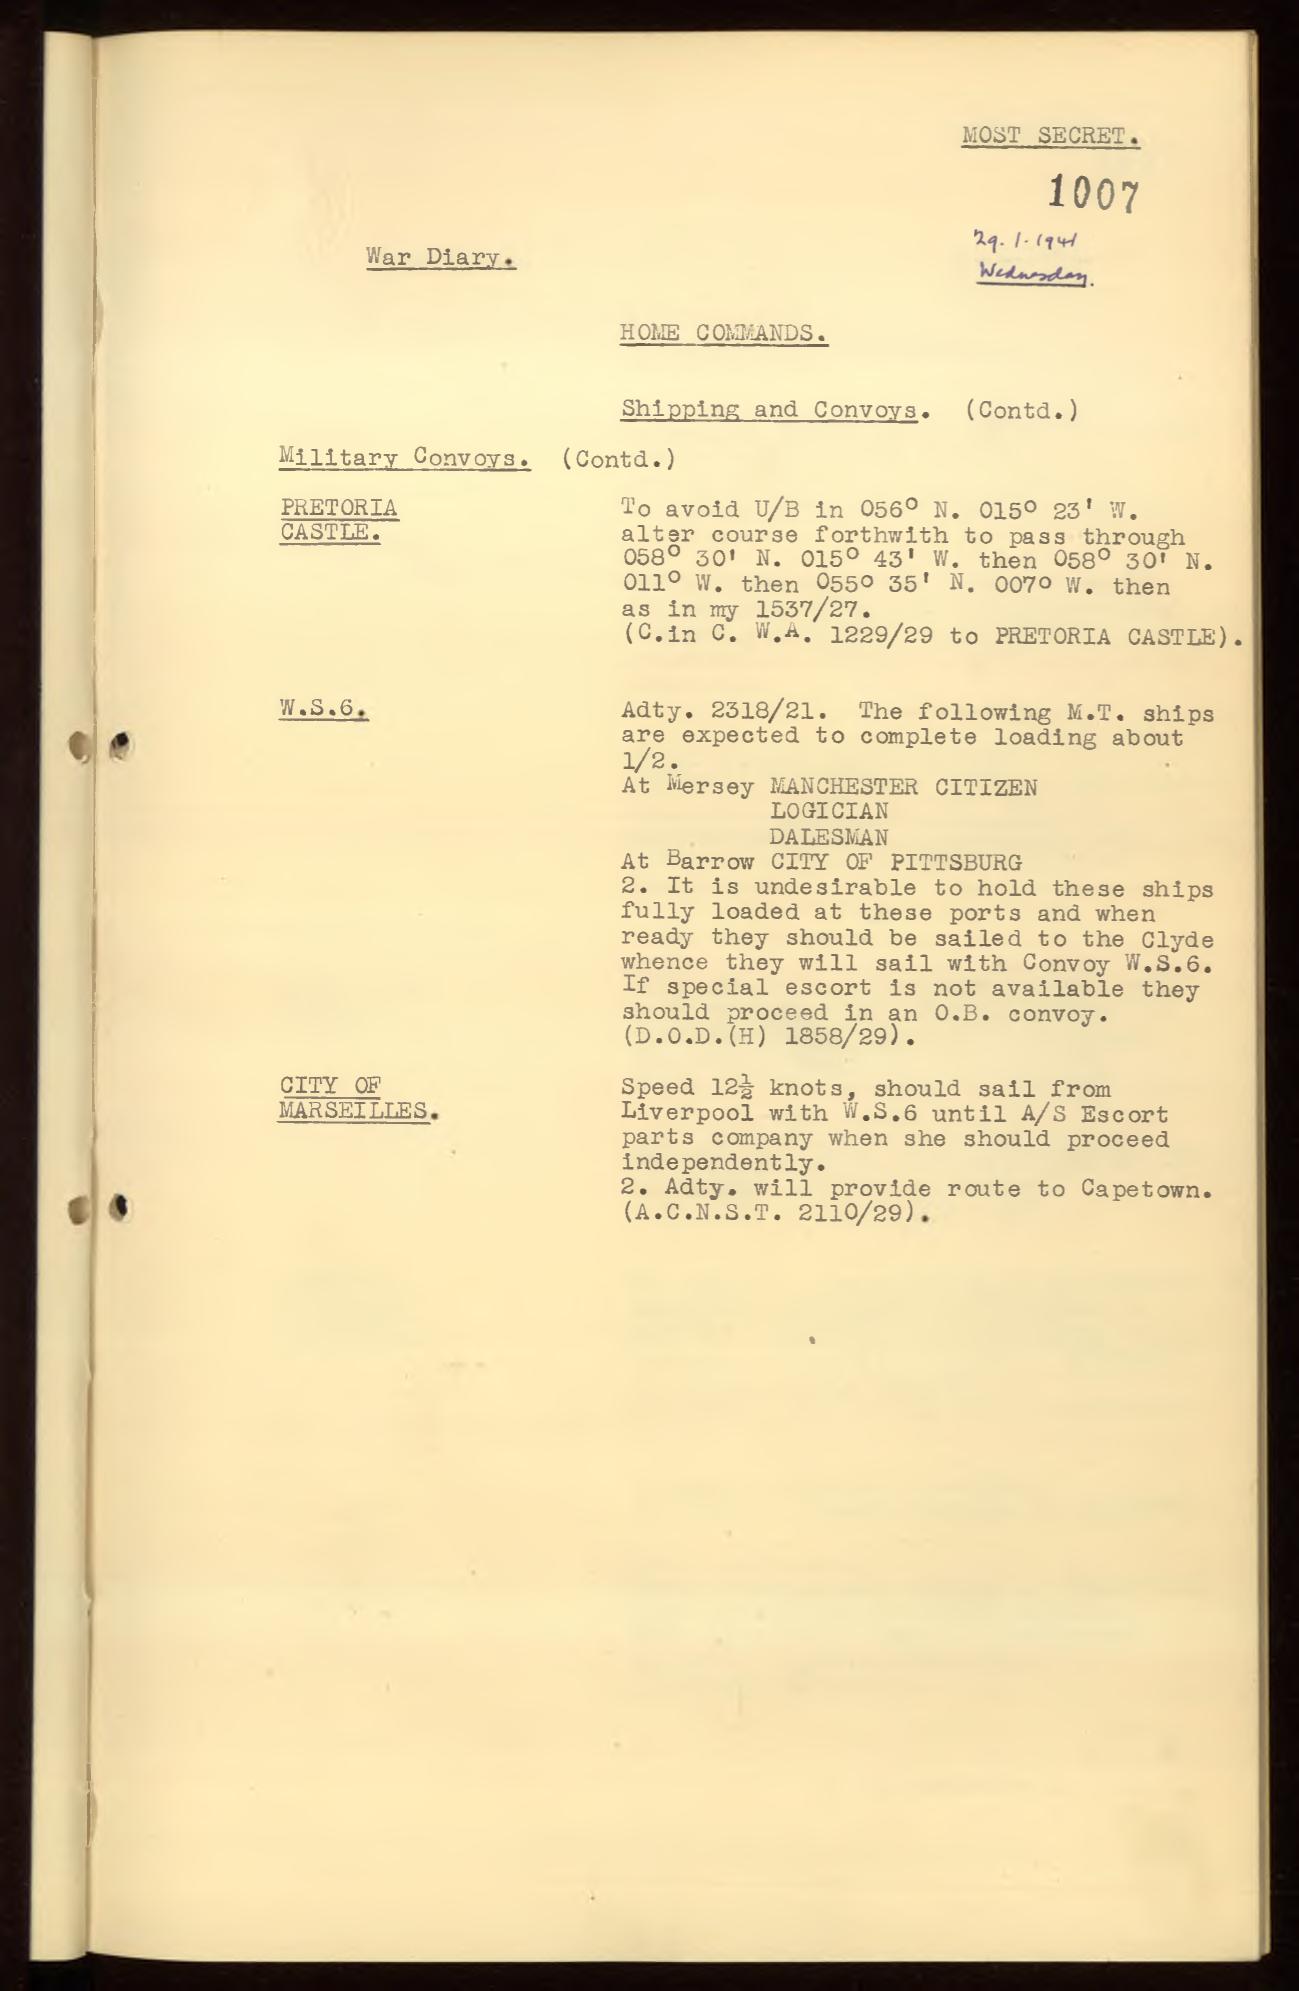 MOST SECRET.
1007
29.1.1941
Wednesday.
War Diary.
HOME COMMANDS.
Shipping and Convoys. (Contd.)
Military Convoys. (Contd.)
PRETORIA
CASTLE.
To avoid U/B in 056° N. 015° 23' W.
alter course forthwith to pass through
058° 30' N. 015° 43' W. then 058° 30' N.
011° W. then 055° 35' N. 007° W. then
as in my 1537/27.
(C.in C. W.A. 1229/29 to PRETORIA CASTLE).
W.S.6.
Adty. 2318/21. The following M.T. ships
are expected to complete loading about
1/2.
At Mersey MANCHESTER CITIZEN
LOGICIAN
DALESMAN
At Barrow CITY OF PITTSBURG
2. It is undesirable to hold these ships
fully loaded at these ports and when
ready they should be sailed to the Clyde
whence they will sail with Convoy W.S.6.
If special escort is not available they
should proceed in an O.B. convoy.
(D.O.D.(H) 1858/29).
CITY OF
MARSEILLES.
Speed 12½ knots, should sail from
Liverpool with W.S.6 until A/S Escort
parts company when she should proceed
independently.
2. Adty. will provide route to Capetown.
(A.C.N.S.T. 2110/29).